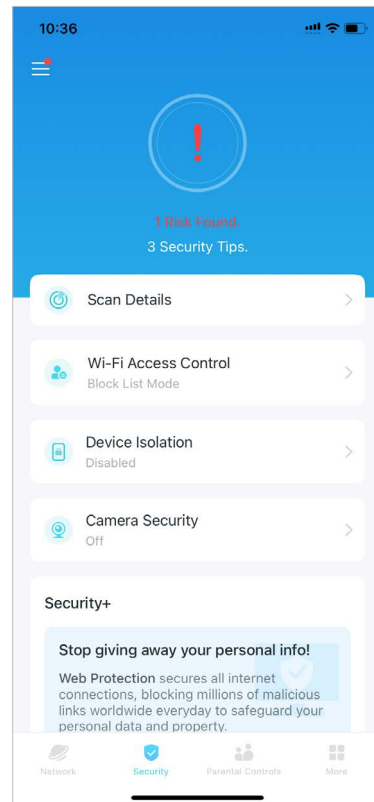 10:36
1 Risk Found.
3 Security Tips.
Scan Details
Wi-Fi Access Control
Block List Mode
Device Isolation
Disabled
Camera Security
Off
Security+
Stop giving away your personal info!
Web Protection secures all internet
connections, blocking millions of malicious
links worldwide everyday to safeguard your
personal data and property.
Network Security Parental Controls More